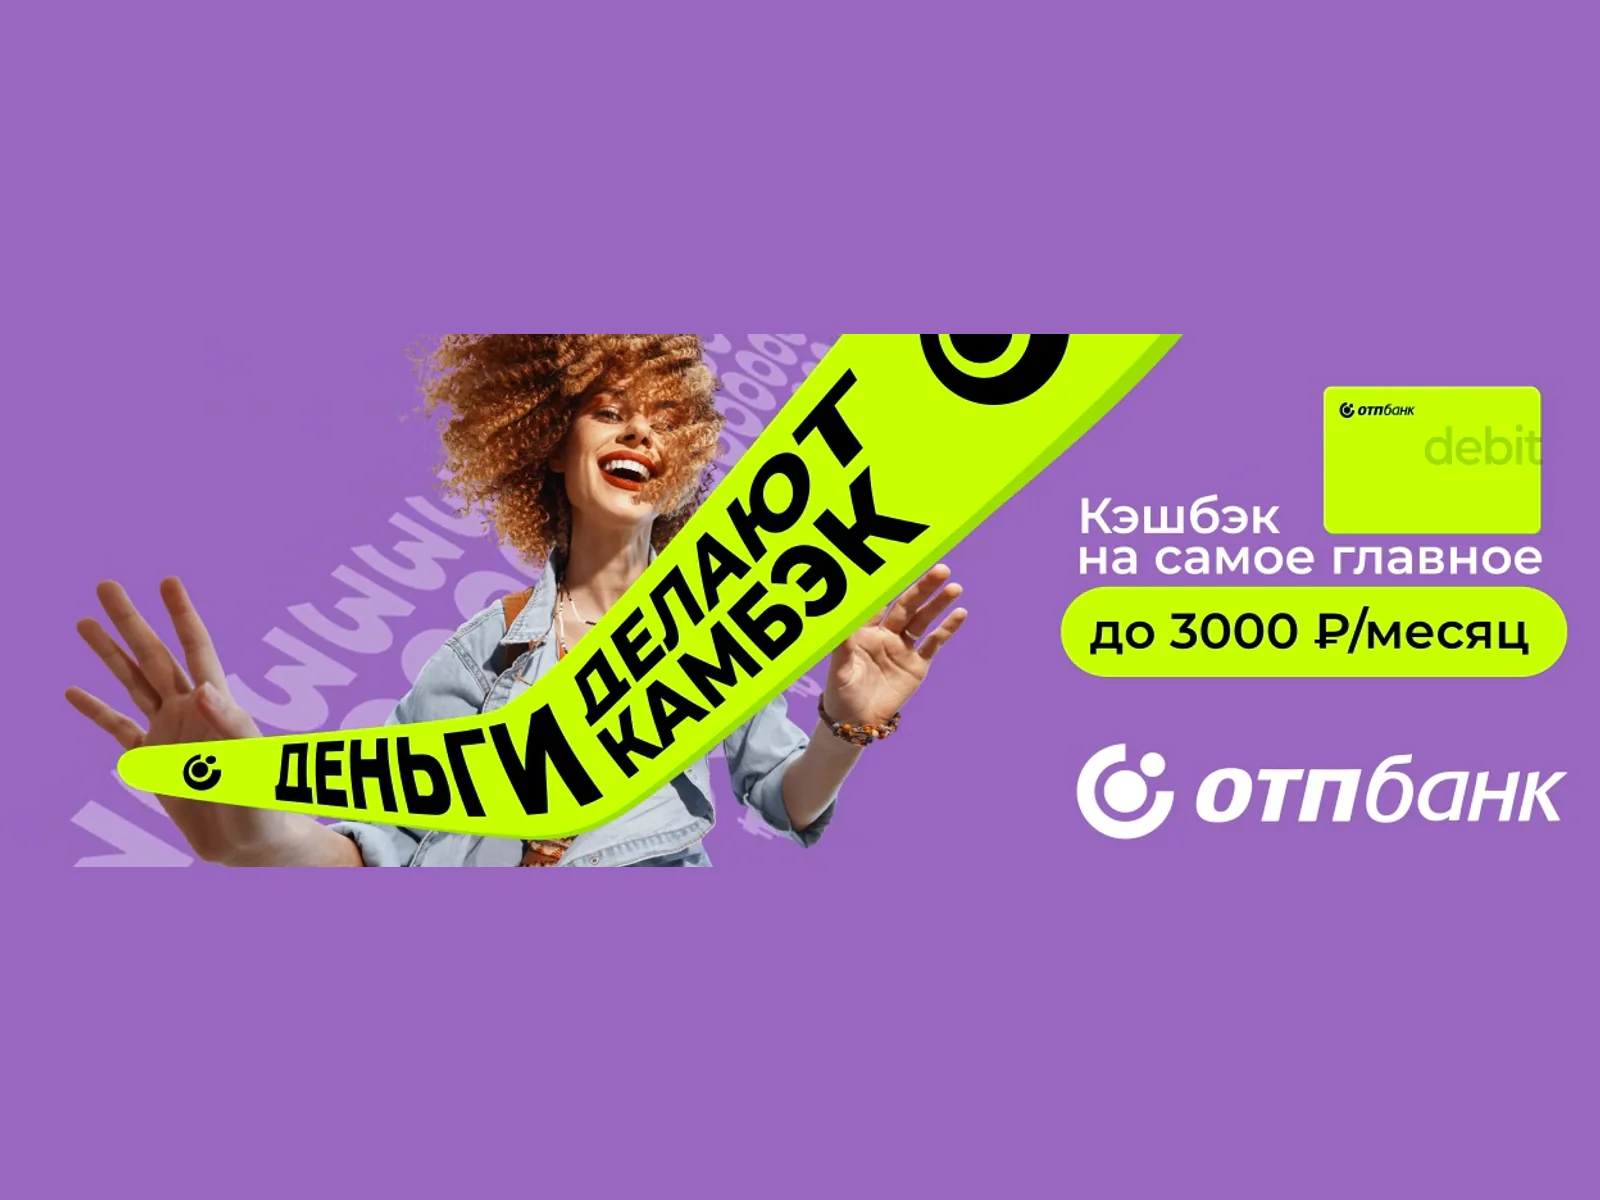 ДЕНЬГИ
ДЕЛАЮТ
КАМБЭК
отпбанк
debit
Кэшбэк
на самое главное
до 3000 ₽/месяц
отпбанк